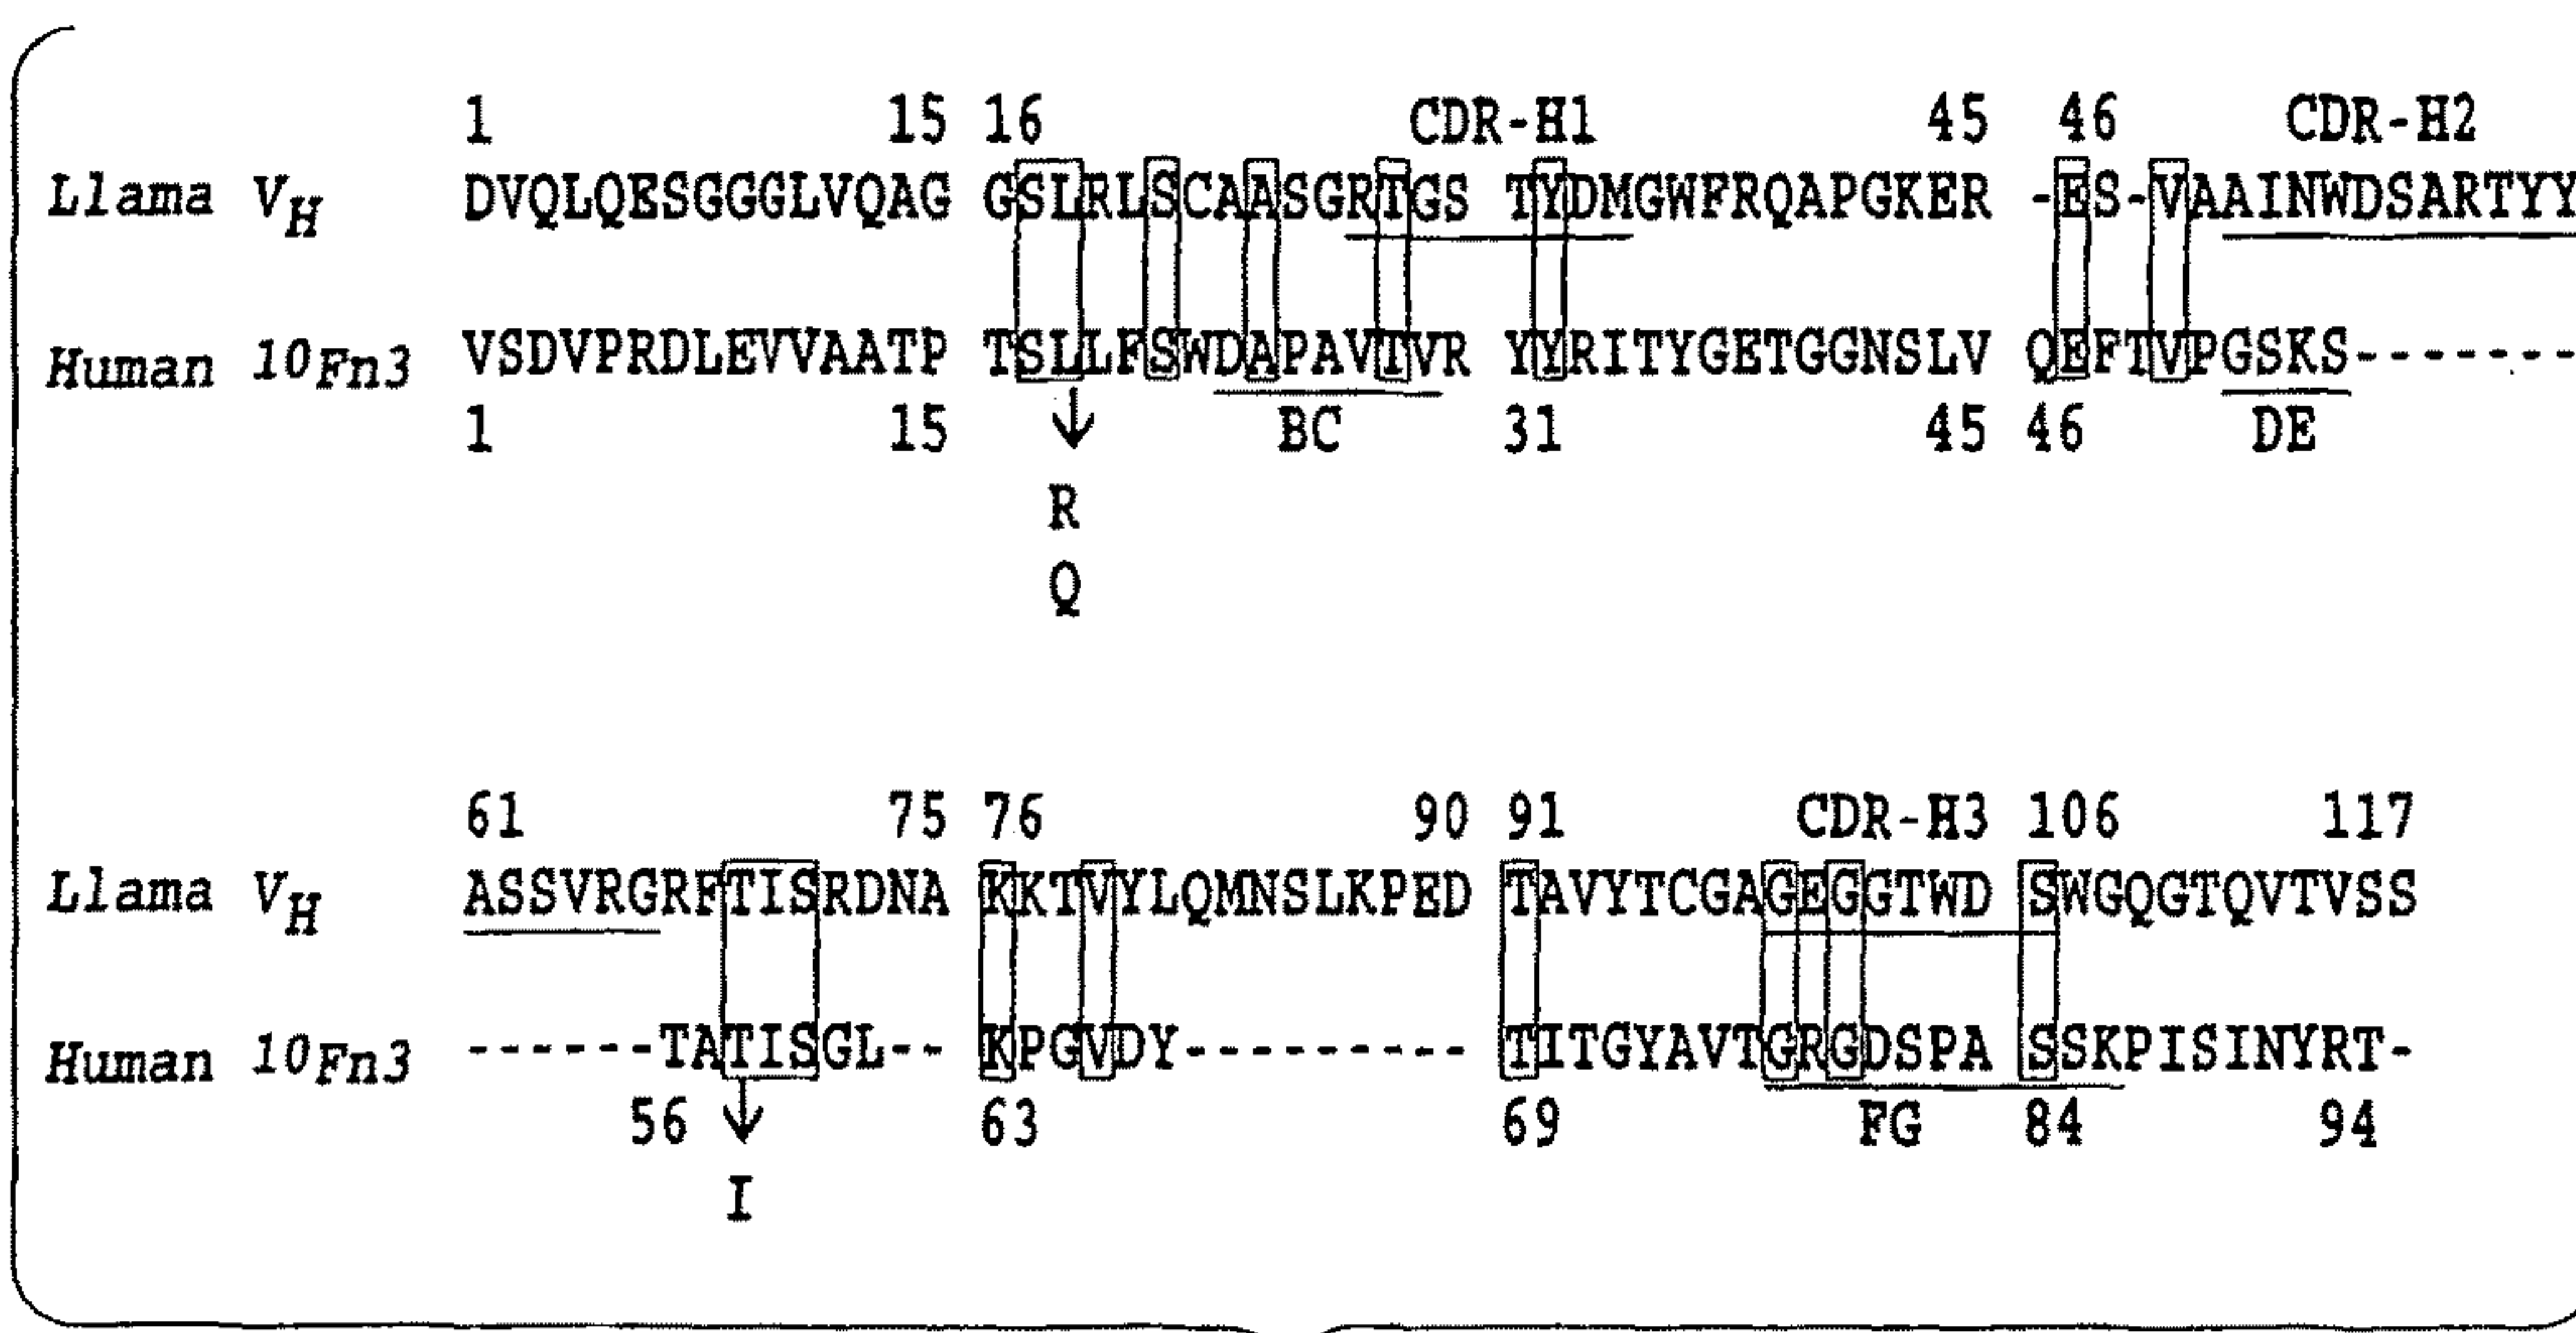 1 15 16 CDR-H1 45 46 CDR-H2
Llama VH DVQLQESGGGLVQAG GSLRLSCAASGRTGS TYDMGWFRQAPGKER -ES-VAAINWDSARTYY
Human 10Fn3 VSDVPRDLEVVAATP TSLLFSWDAPAVTVR YYRITYGETGGNSLV QEFTVPGSKS-------
1 15 BC 31 45 46 DE
R
Q
61 75 76 90 91 CDR-H3 106 117
Llama VH ASSVRGRFTISRDNA KKTVYLQMNSLKPED TAVYTCGAGEGGTWD SWGQGTQVTVSS
Human 10Fn3 ------TATISGL-- KPGVDY--------- TITGYAVTGRGDSPA SSKPISINYRT-
56 63 69 FG 84 94
I